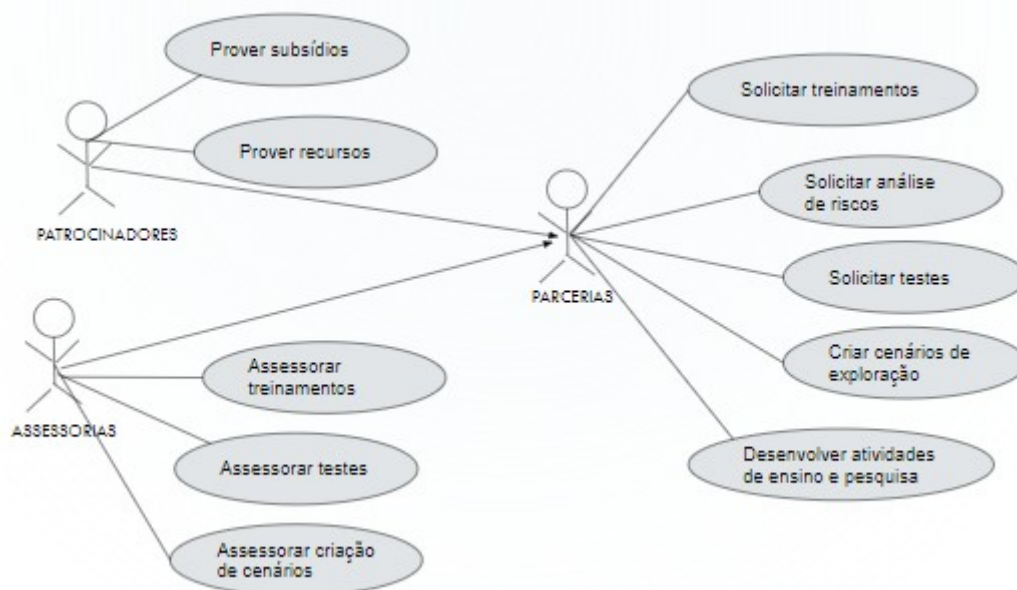 Prover subsídios
Prover recursos
PATROCINADORES
Solicitar treinamentos
Solicitar análise
de riscos
Solicitar testes
PARCERIAS
Criar cenários de
exploração
Desenvolver atividades
de ensino e pesquisa
Assessorar
treinamentos
ASSESSORIAS
Assessorar testes
Assessorar criação
de cenários